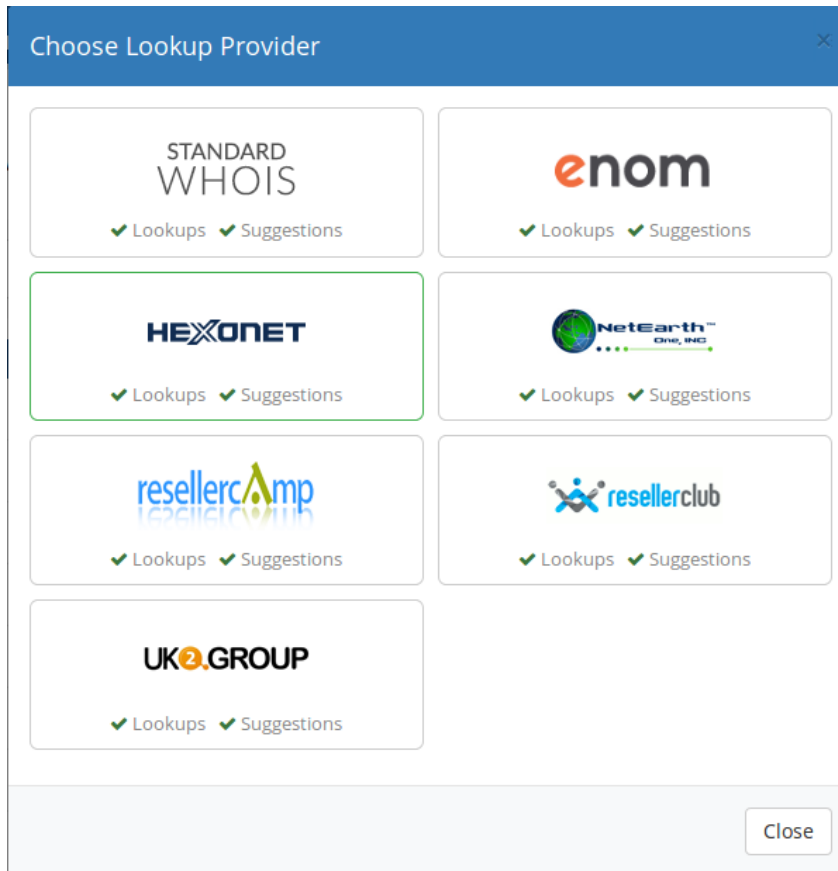 Choose Lookup Provider
×
STANDARD
WHOIS
✔ Lookups ✔ Suggestions
enom
✔ Lookups ✔ Suggestions
HEXONET
✔ Lookups ✔ Suggestions
NetEarth™
One, INC
✔ Lookups ✔ Suggestions
resellercamp
✔ Lookups ✔ Suggestions
resellerclub
✔ Lookups ✔ Suggestions
UK2.GROUP
✔ Lookups ✔ Suggestions
Close